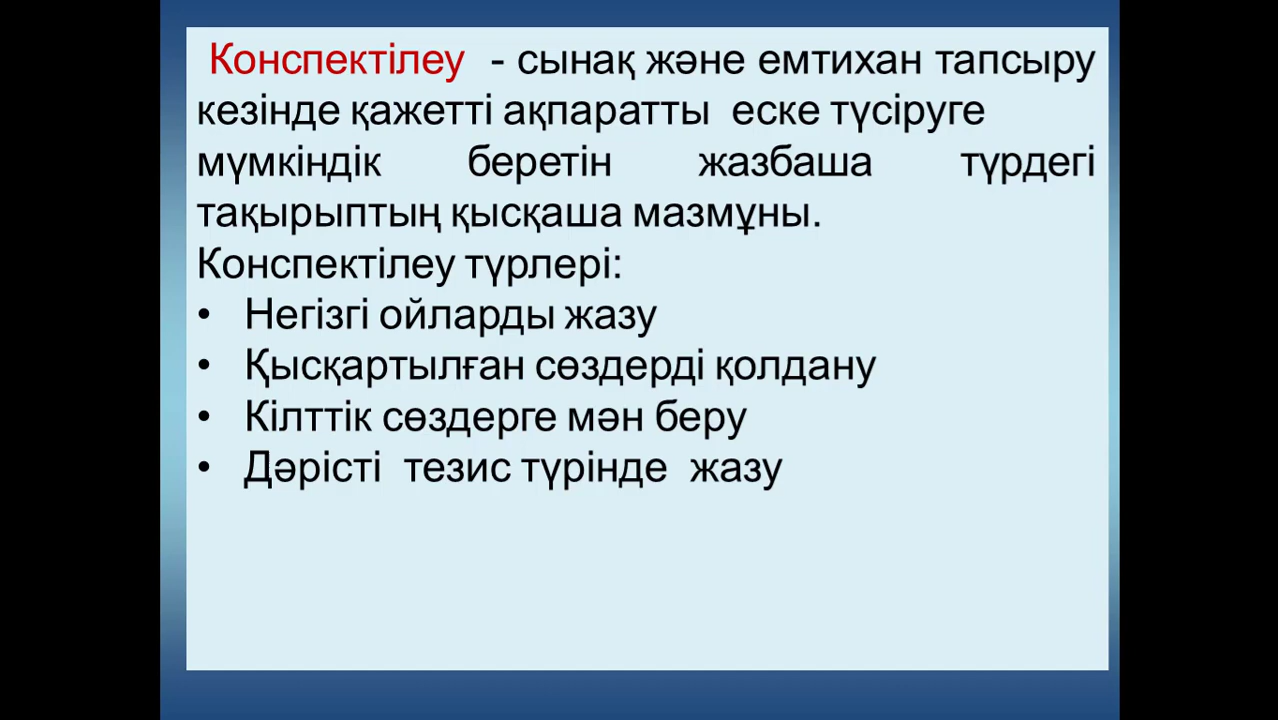 Конспектілеу - сынақ және емтихан тапсыру
кезінде қажетті ақпаратты еске түсіруге
мүмкіндік беретін жазбаша түрдегі
тақырыптың қысқаша мазмұны.
Конспектілеу түрлері:
• Негізгі ойларды жазу
• Қысқартылған сөздерді қолдану
• Кілттік сөздерге мән беру
• Дәрісті тезис түрінде жазу